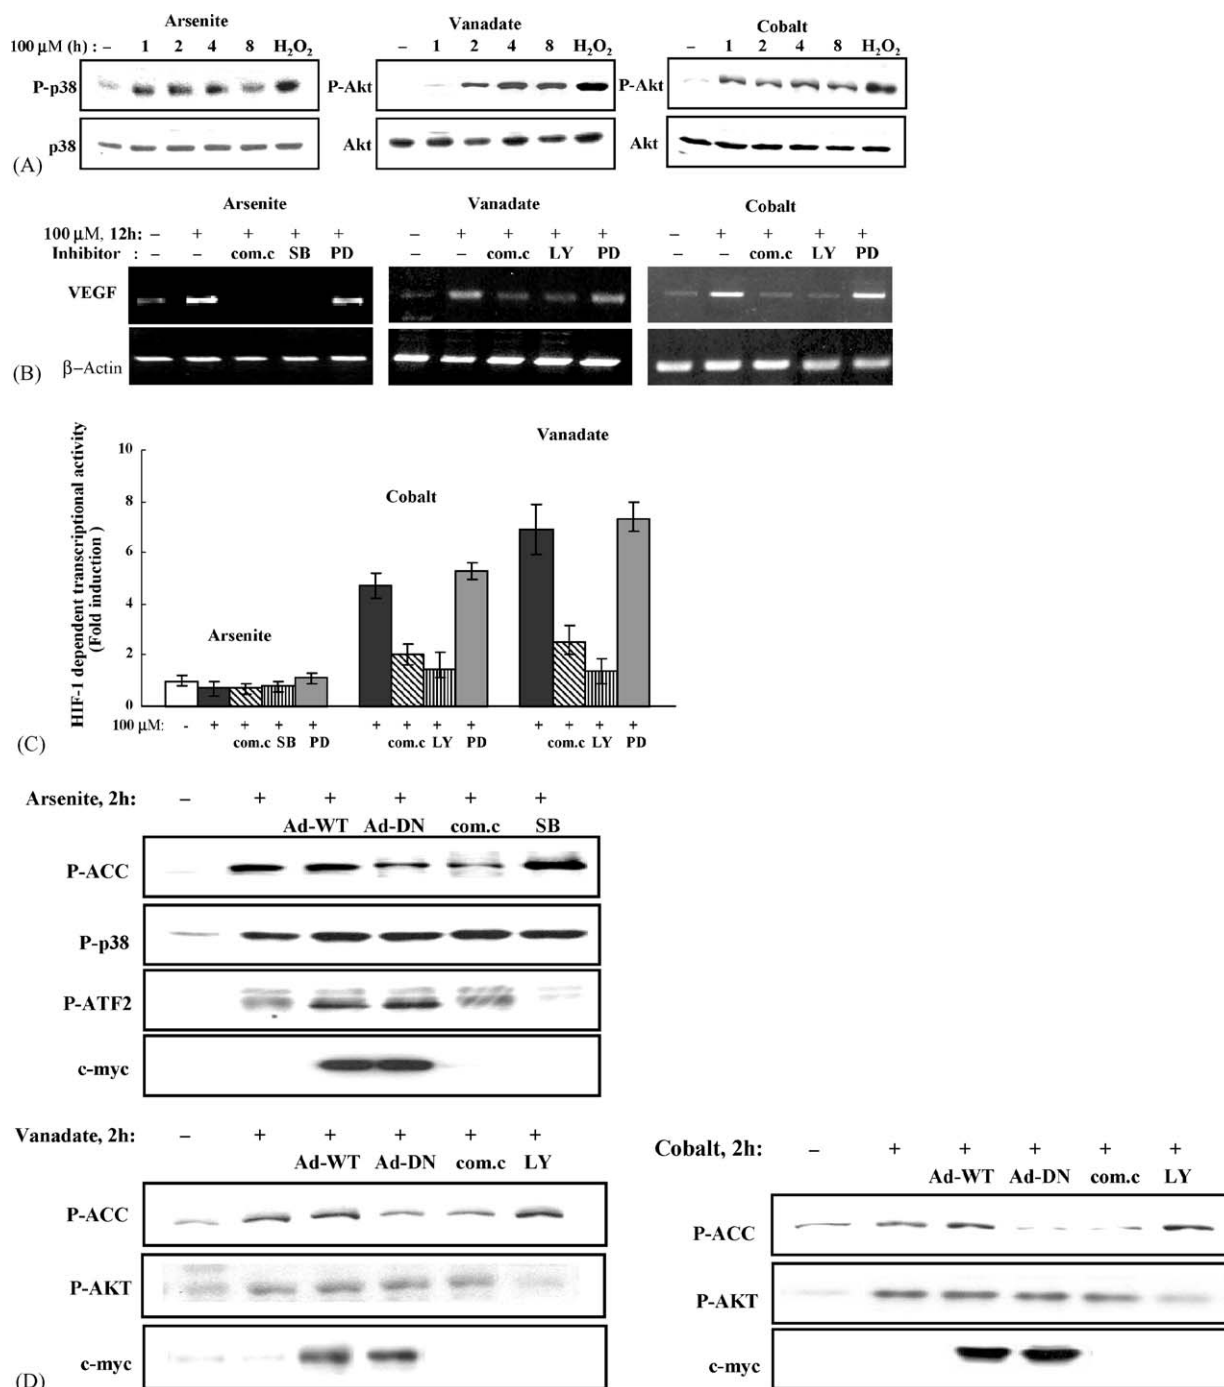 Arsenite Vanadate Cobalt
100 µM (h) : – 1 2 4 8 H₂O₂ – 1 2 4 8 H₂O₂ – 1 2 4 8 H₂O₂
P-p38 P-Akt P-Akt
p38 Akt Akt
(A)
Arsenite Vanadate Cobalt
100 µM, 12h: – + + + + – + + + + – + + + +
Inhibitor : – – com.c SB PD – – com.c LY PD – – com.c LY PD
VEGF
β–Actin
(B)
Vanadate
Cobalt
Arsenite
HIF-1 dependent transcriptional activity
(Fold induction )
10
8
6
4
2
0
100 µM: - + + + + + + + + + + + +
com.c SB PD com.c LY PD com.c LY PD
(C)
Arsenite, 2h: – + + + + +
Ad-WT Ad-DN com.c SB
P-ACC
P-p38
P-ATF2
c-myc
Vanadate, 2h: – + + + + +
Ad-WT Ad-DN com.c LY
P-ACC
P-AKT
c-myc
Cobalt, 2h: – + + + + +
Ad-WT Ad-DN com.c LY
P-ACC
P-AKT
c-myc
(D)